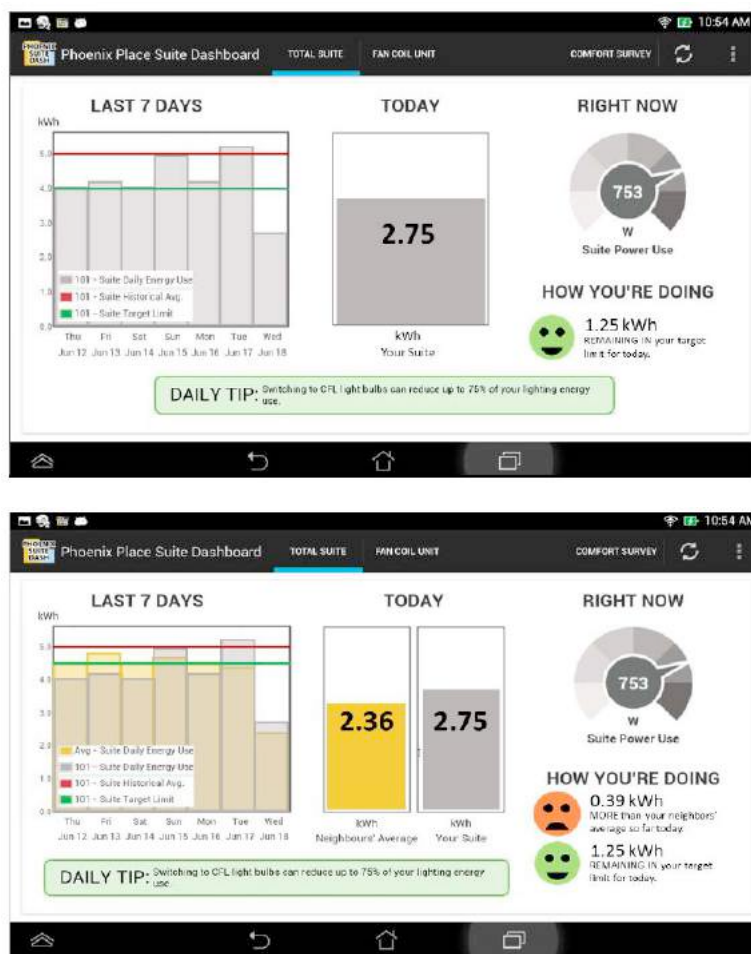 10:54 AM
PHOENIX SUITE DASH
Phoenix Place Suite Dashboard
TOTAL SUITE
FAN COIL UNIT
COMFORT SURVEY
LAST 7 DAYS
TODAY
RIGHT NOW
kWh
5.0
4.0
3.0
2.0
1.0
0.0
101 - Suite Daily Energy Use
101 - Suite Historical Avg.
101 - Suite Target Limit
Thu Fri Sat Sun Mon Tue Wed
Jun 12 Jun 13 Jun 14 Jun 15 Jun 16 Jun 17 Jun 18
2.75
kWh
Your Suite
753
W
Suite Power Use
HOW YOU'RE DOING
1.25 kWh
REMAINING IN your target
limit for today.
DAILY TIP: Switching to CFL light bulbs can reduce up to 75% of your lighting energy
use.
10:54 AM
PHOENIX SUITE DASH
Phoenix Place Suite Dashboard
TOTAL SUITE
FAN COIL UNIT
COMFORT SURVEY
LAST 7 DAYS
TODAY
RIGHT NOW
kWh
5.0
4.0
3.0
2.0
1.0
0.0
Avg - Suite Daily Energy Use
101 - Suite Daily Energy Use
101 - Suite Historical Avg.
101 - Suite Target Limit
Thu Fri Sat Sun Mon Tue Wed
Jun 12 Jun 13 Jun 14 Jun 15 Jun 16 Jun 17 Jun 18
2.36
kWh
Neighbours' Average
2.75
kWh
Your Suite
753
W
Suite Power Use
HOW YOU'RE DOING
0.39 kWh
MORE than your neighbors'
average so far today.
1.25 kWh
REMAINING IN your target
limit for today.
DAILY TIP: Switching to CFL light bulbs can reduce up to 75% of your lighting energy
use